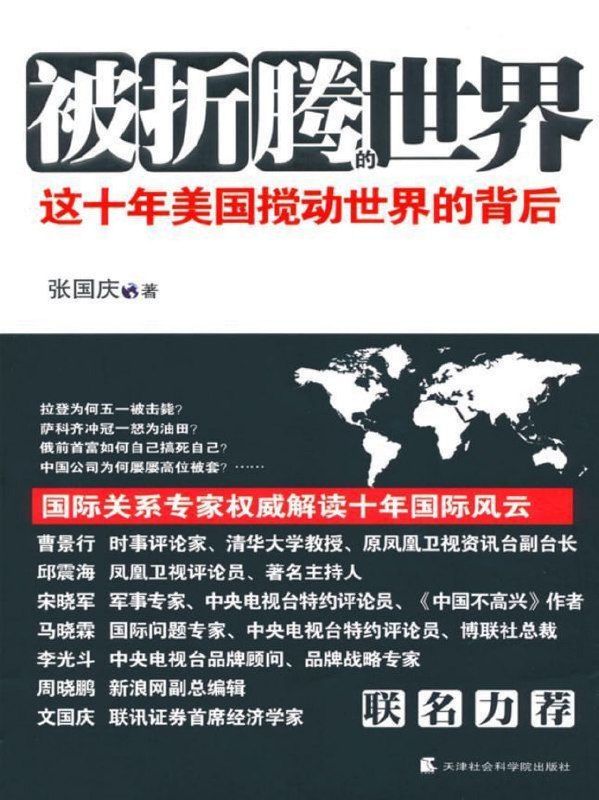 被折腾的世界
这十年美国搅动世界的背后
张国庆 著
拉登为何五一被击毙?
萨科齐冲冠一怒为油田?
俄前首富如何自己搞死自己?
中国公司为何屡屡高位被套? ……
国际关系专家权威解读十年国际风云
曹景行 时事评论家、清华大学教授、原凤凰卫视资讯台副台长
邱震海 凤凰卫视评论员、著名主持人
宋晓军 军事专家、中央电视台特约评论员、《中国不高兴》作者
马晓霖 国际问题专家、中央电视台特约评论员、博联社总裁
李光斗 中央电视台品牌顾问、品牌战略专家
周晓鹏 新浪网副总编辑
文国庆 联讯证券首席经济学家
联名力荐
天津社会科学院出版社